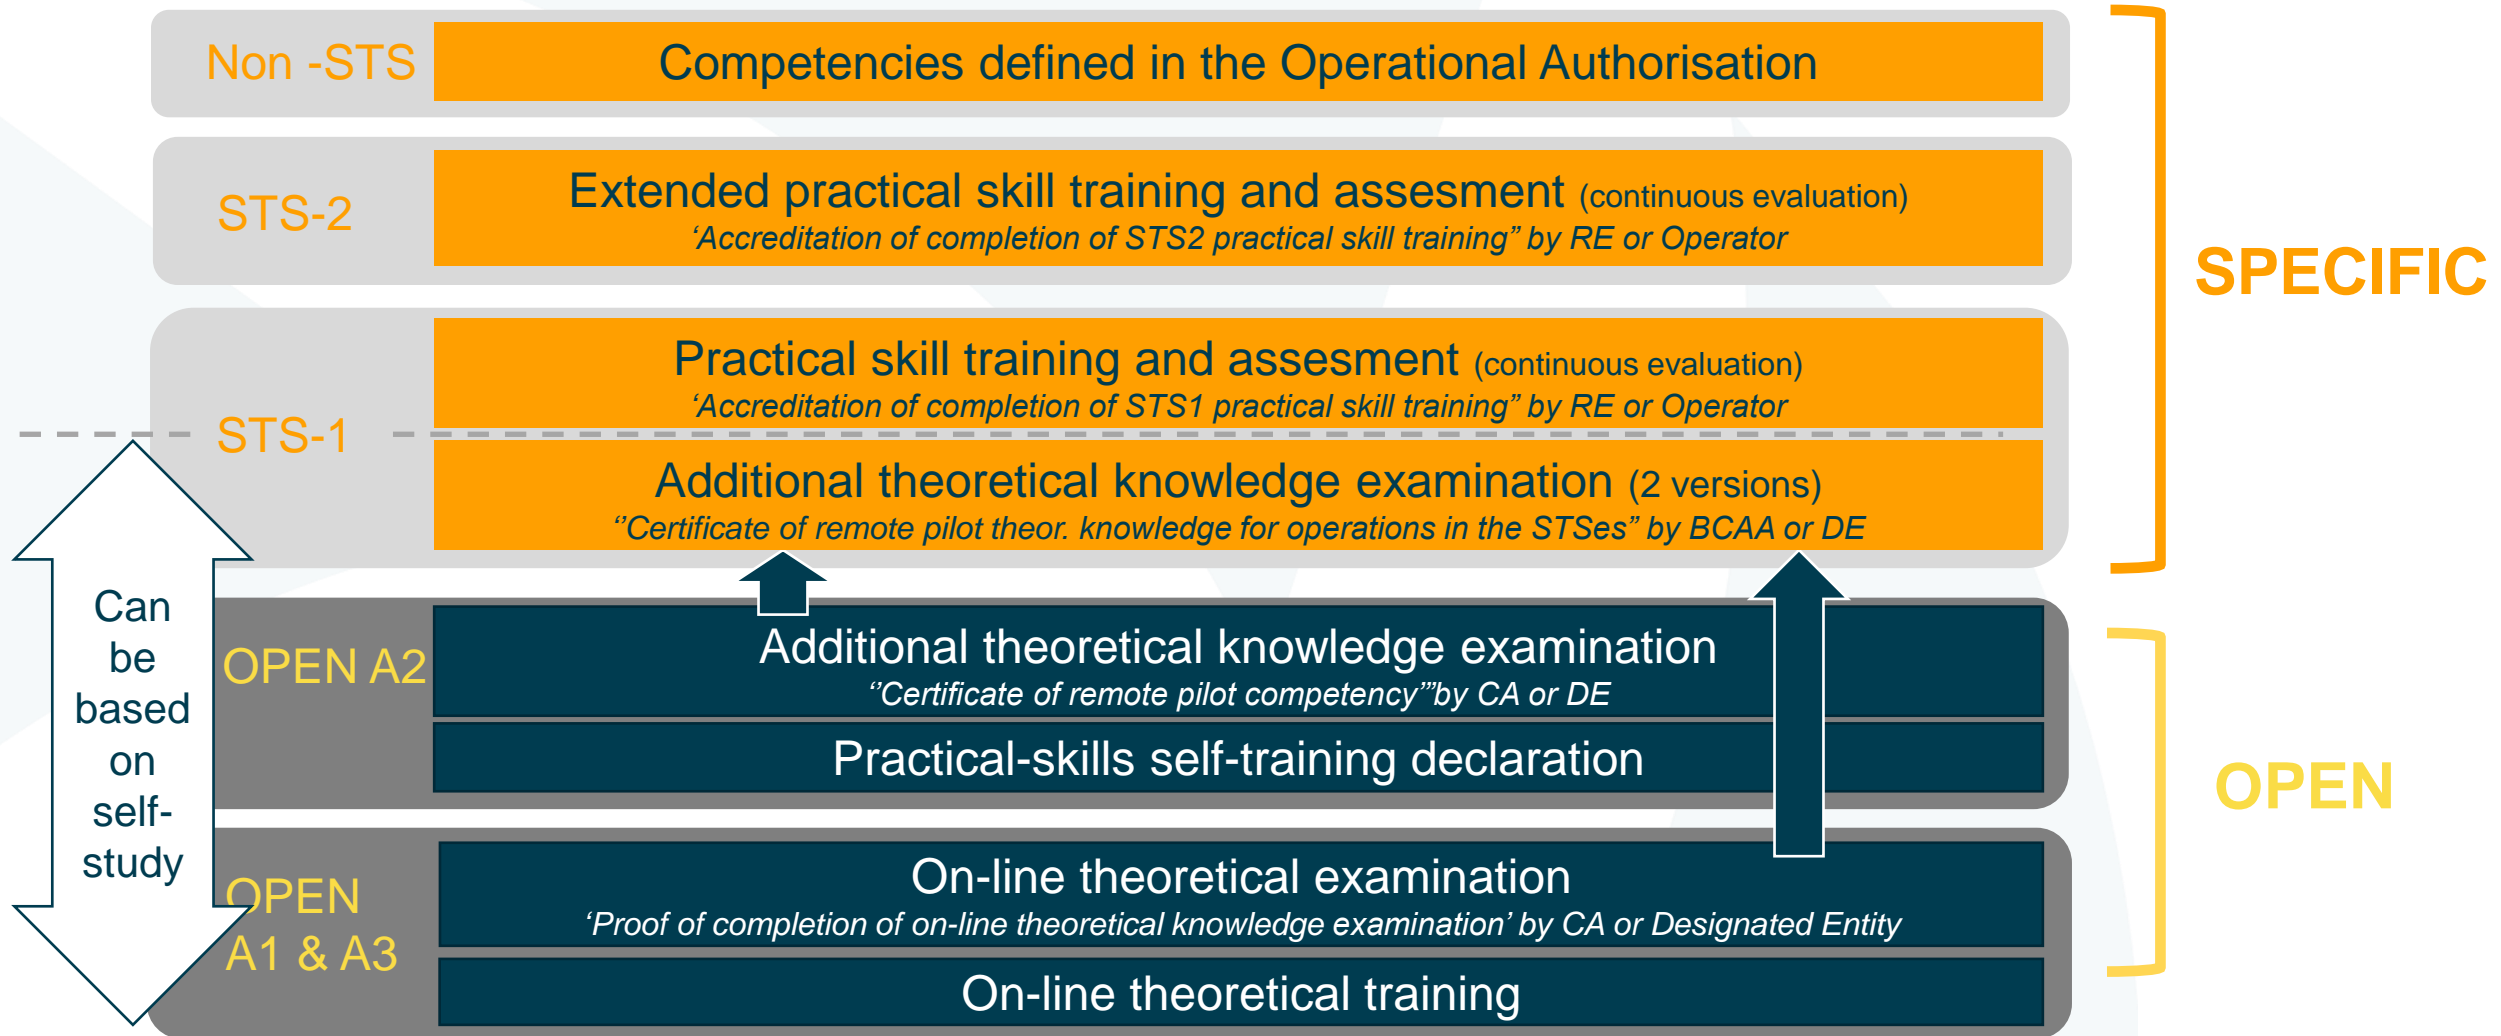 Non -STS
Competencies defined in the Operational Authorisation
STS-2
Extended practical skill training and assesment (continuous evaluation)
‘Accreditation of completion of STS2 practical skill training” by RE or Operator
SPECIFIC
STS-1
Practical skill training and assesment (continuous evaluation)
‘Accreditation of completion of STS1 practical skill training” by RE or Operator
Additional theoretical knowledge examination (2 versions)
‘’Certificate of remote pilot theor. knowledge for operations in the STSes” by BCAA or DE
Can
be
based
on
self-
study
OPEN A2
Additional theoretical knowledge examination
‘’Certificate of remote pilot competency’”by CA or DE
Practical-skills self-training declaration
OPEN
OPEN
A1 & A3
On-line theoretical examination
‘Proof of completion of on-line theoretical knowledge examination’ by CA or Designated Entity
On-line theoretical training